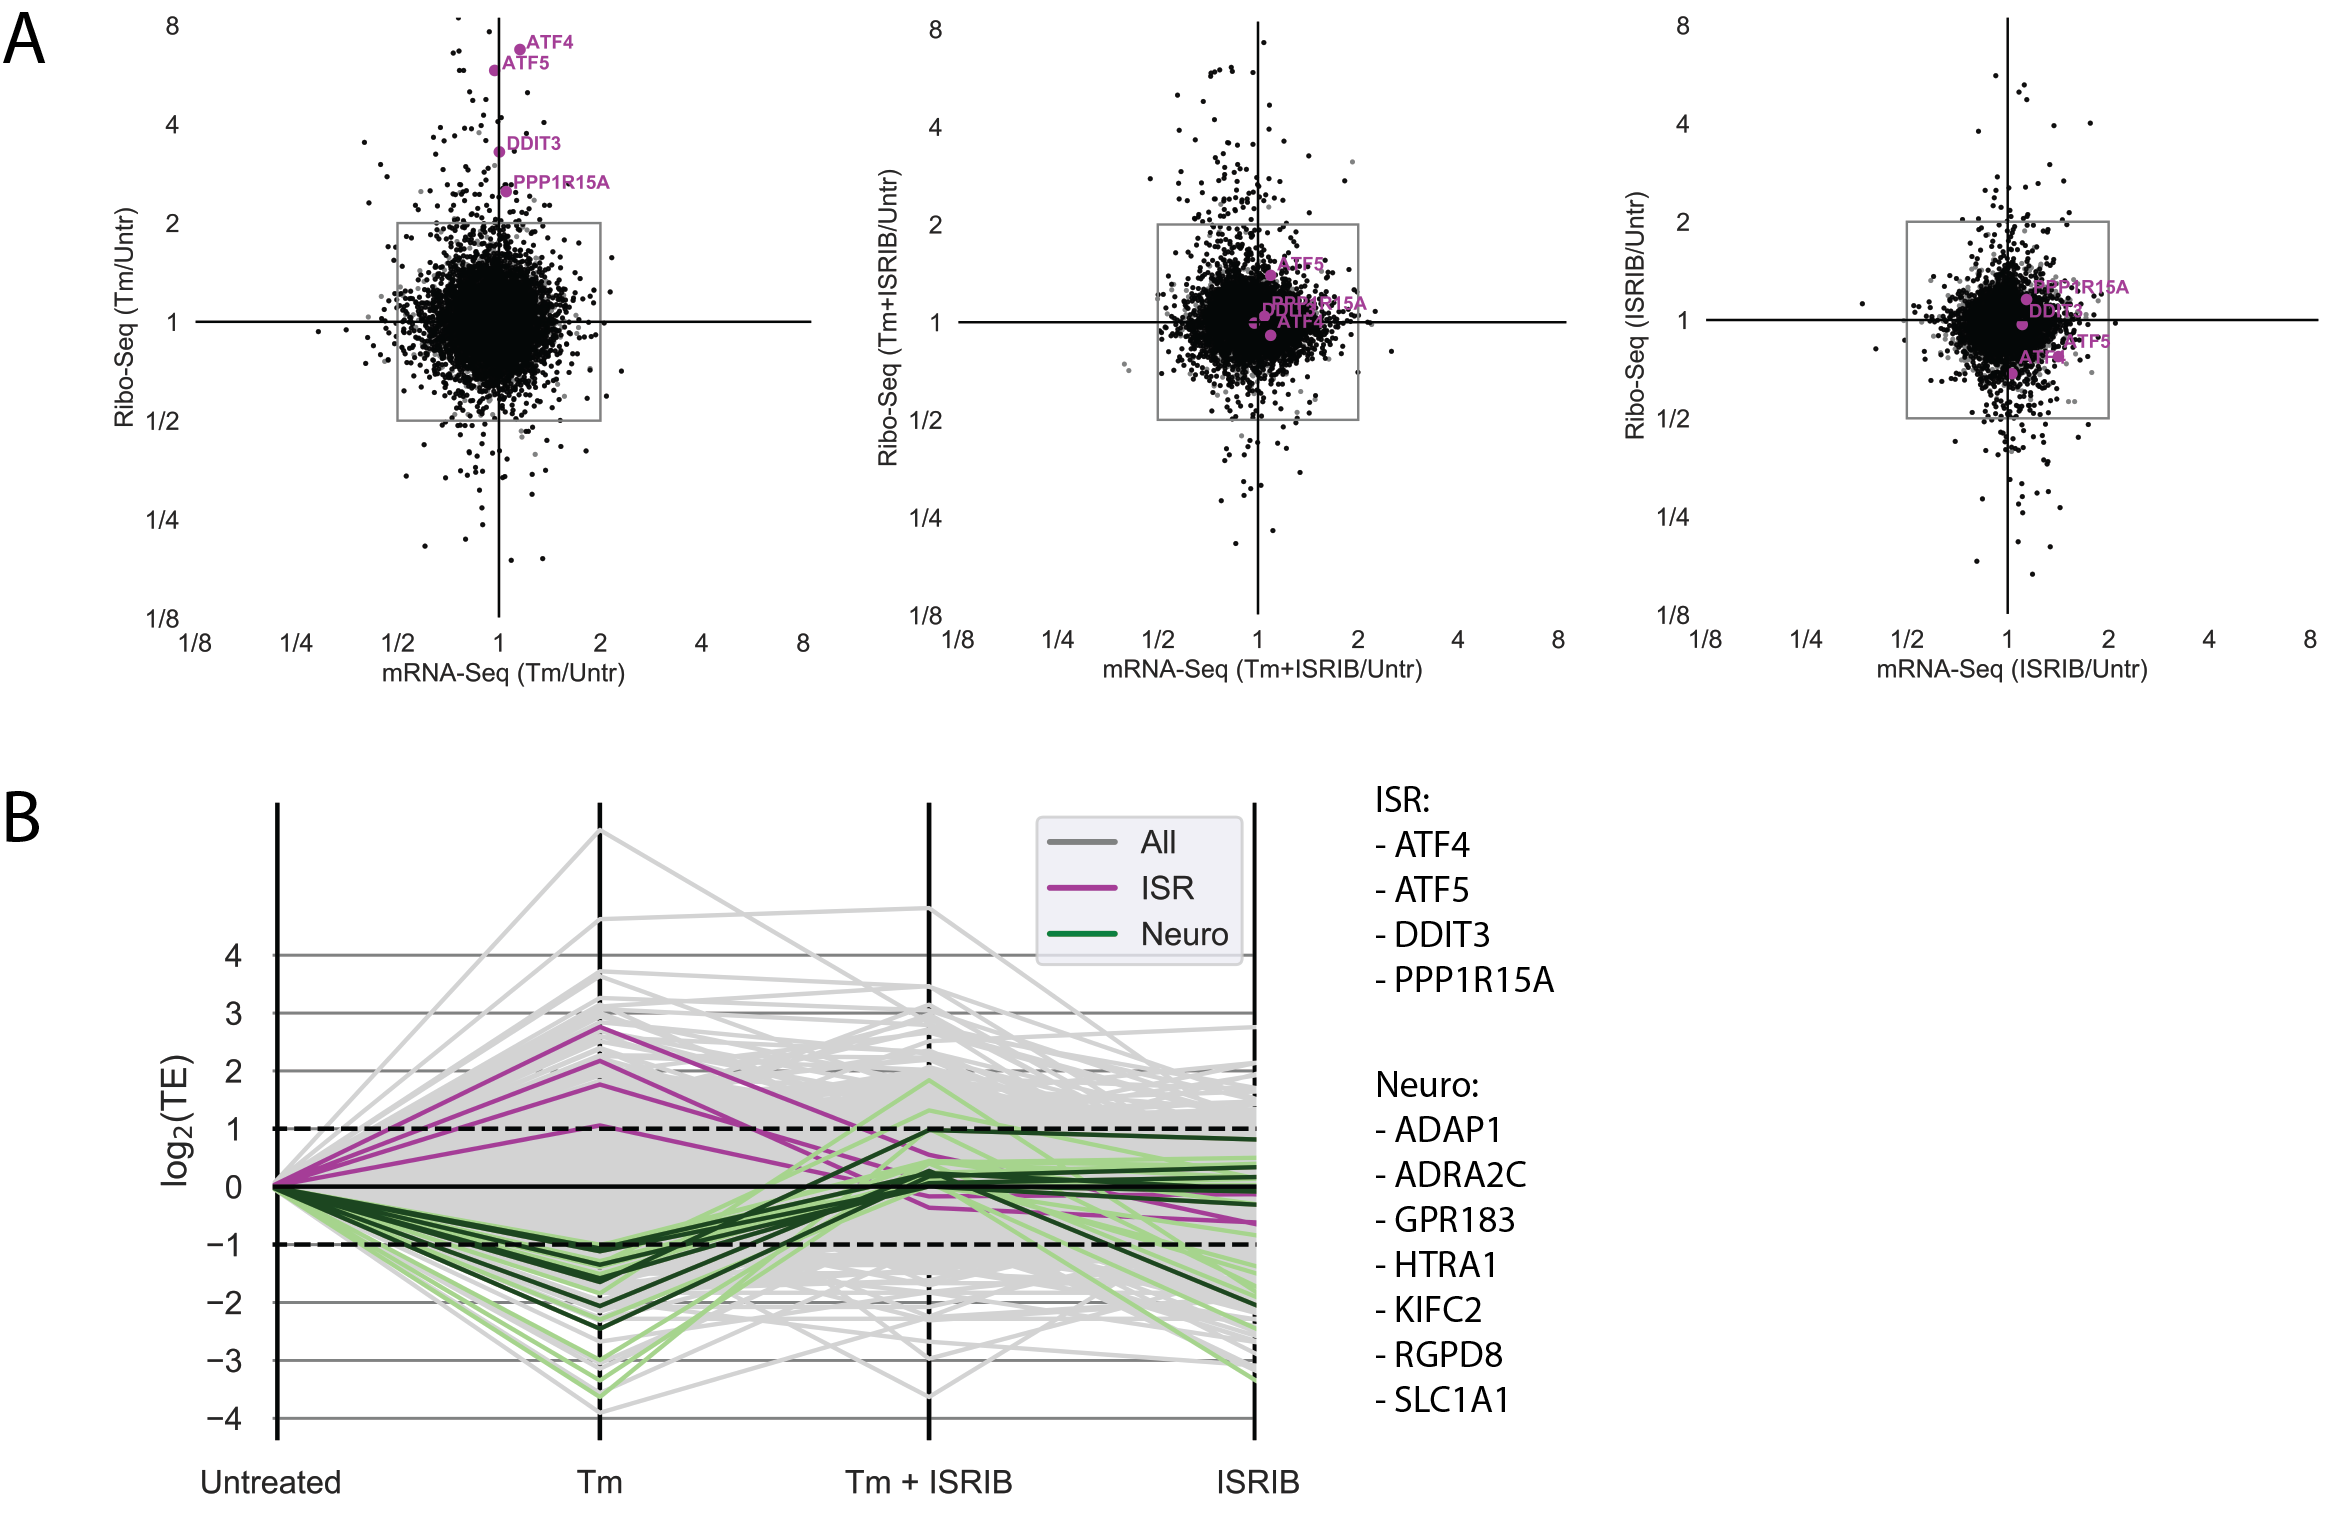 A
8
4
2
1
1/2
1/4
1/8
Ribo-Seq (Tm/Untr)
ATF4
ATF5
DDIT3
PPP1R15A
1/8 1/4 1/2 1 2 4 8
mRNA-Seq (Tm/Untr)
8
4
2
1
1/2
1/4
1/8
Ribo-Seq (Tm+ISRIB/Untr)
ATF5
PPP1R15A
DDIT3
ATF4
1/8 1/4 1/2 1 2 4 8
mRNA-Seq (Tm+ISRIB/Untr)
8
4
2
1
1/2
1/4
1/8
Ribo-Seq (ISRIB/Untr)
PPP1R15A
DDIT3
ATF5
ATF4
1/8 1/4 1/2 1 2 4 8
mRNA-Seq (ISRIB/Untr)
B
log2(TE)
4
3
2
1
0
−1
−2
−3
−4
All
ISR
Neuro
Untreated Tm Tm + ISRIB ISRIB
ISR:
- ATF4
- ATF5
- DDIT3
- PPP1R15A
Neuro:
- ADAP1
- ADRA2C
- GPR183
- HTRA1
- KIFC2
- RGPD8
- SLC1A1